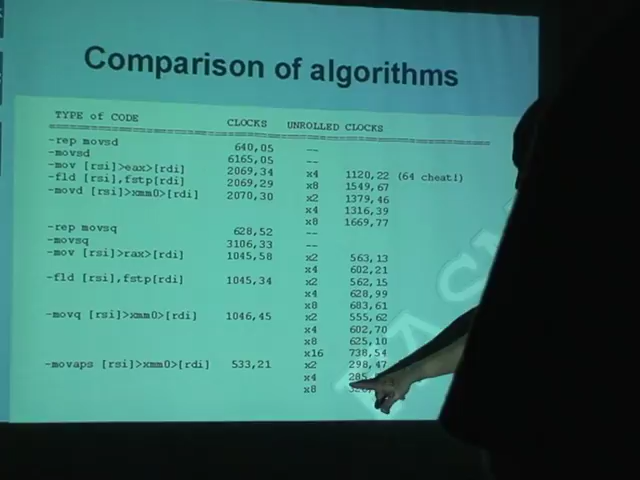 Comparison of algorithms
TYPE of CODE CLOCKS UNROLLED CLOCKS
-rep movsd 640,05 --
-movsd 6165,05 --
-mov [rsi]>eax>[rdi] 2069,34 x4 1120,22 (64 cheat!)
-fld [rsi],fstp[rdi] 2069,29 x8 1549,67
-movd [rsi]>xmm0>[rdi] 2070,30 x2 1379,46
x4 1316,39
x8 1669,77
-rep movsq 628,52 --
-movsq 3106,33 --
-mov [rsi]>rax>[rdi] 1045,58 x2 563,13
x4 602,21
-fld [rsi],fstp[rdi] 1045,34 x2 562,15
x4 628,99
x8 683,61
-movq [rsi]>xmm0>[rdi] 1046,45 x2 555,62
x4 602,70
x8 625,10
x16 738,54
-movaps [rsi]>xmm0>[rdi] 533,21 x2 298,47
x4 285,
x8